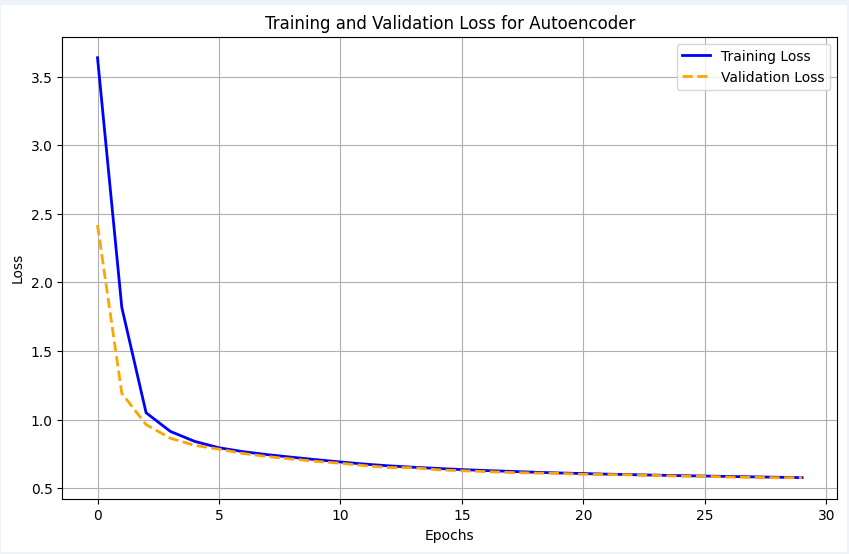 Training and Validation Loss for Autoencoder
Training Loss
Validation Loss
3.5
3.0
2.5
2.0
1.5
1.0
0.5
Loss
0 5 10 15 20 25 30
Epochs